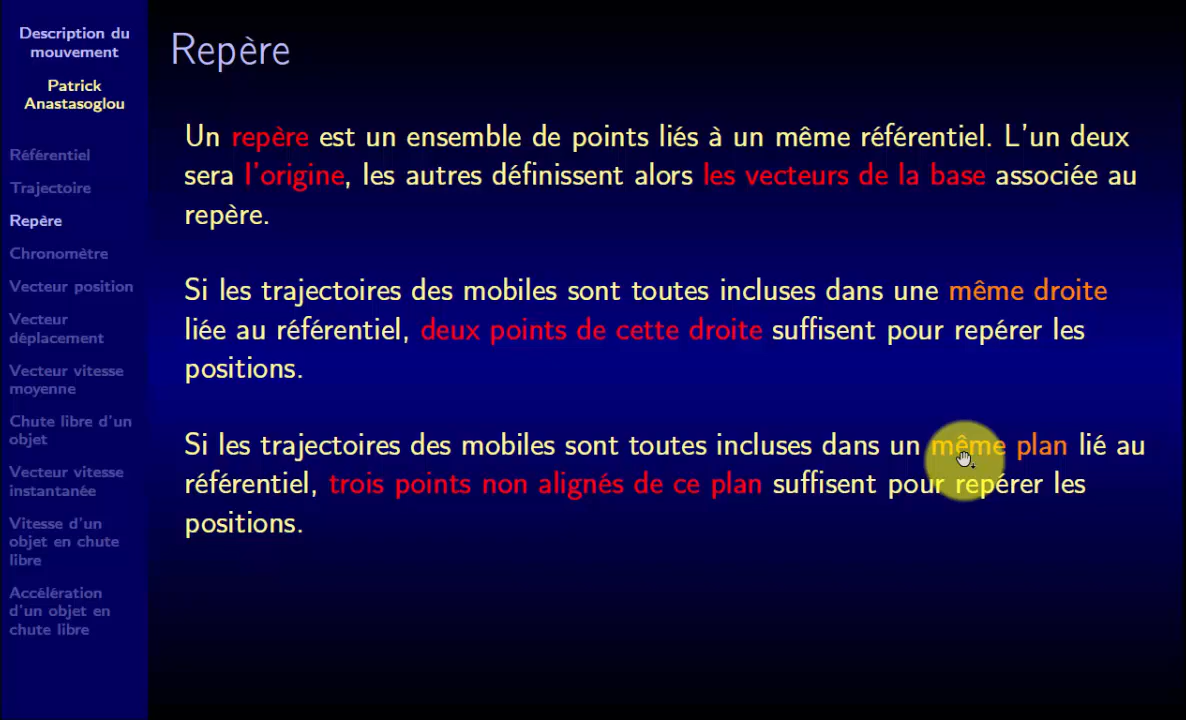 Description du
mouvement
Patrick
Anastasoglou
Référentiel
Trajectoire
Repère
Chronomètre
Vecteur position
Vecteur
déplacement
Vecteur vitesse
moyenne
Chute libre d'un
objet
Vecteur vitesse
instantanée
Vitesse d'un
objet en chute
libre
Accélération
d'un objet en
chute libre
Repère
Un repère est un ensemble de points liés à un même référentiel. L'un deux
sera l'origine, les autres définissent alors les vecteurs de la base associée au
repère.
Si les trajectoires des mobiles sont toutes incluses dans une même droite
liée au référentiel, deux points de cette droite suffisent pour repérer les
positions.
Si les trajectoires des mobiles sont toutes incluses dans un même plan lié au
référentiel, trois points non alignés de ce plan suffisent pour repérer les
positions.